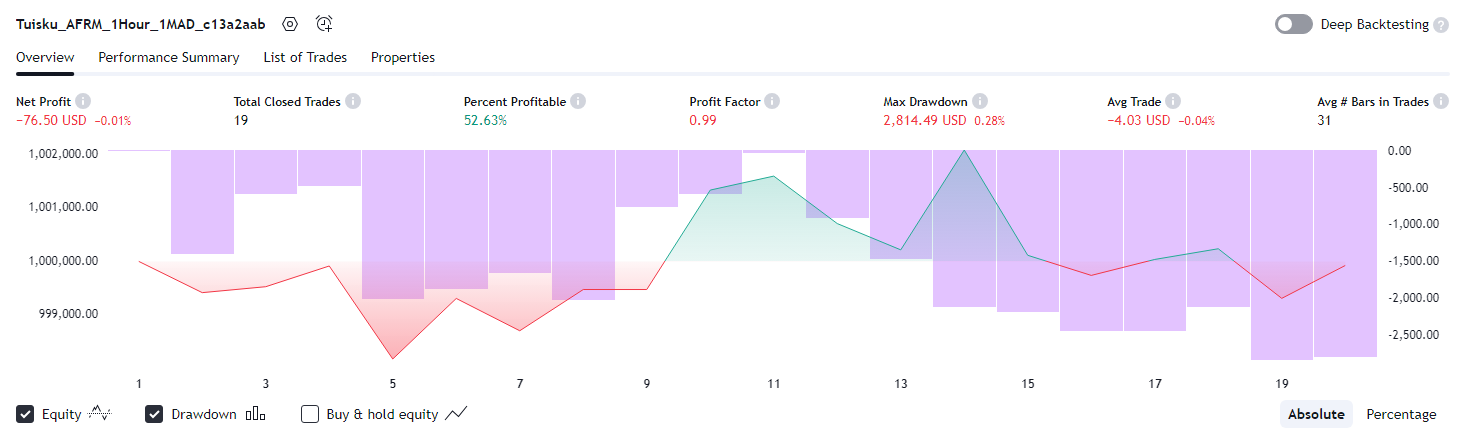 Tuisku_AFRM_1Hour_1MAD_c13a2aab
Deep Backtesting ?
Overview Performance Summary List of Trades Properties
Net Profit Total Closed Trades Percent Profitable Profit Factor Max Drawdown Avg Trade Avg # Bars in Trades
−76.50 USD −0.01% 19 52.63% 0.99 2,814.49 USD 0.28% −4.03 USD −0.04% 31
1,002,000.00
1,001,000.00
1,000,000.00
999,000.00
0.00
-500.00
-1,000.00
-1,500.00
-2,000.00
-2,500.00
1 3 5 7 9 11 13 15 17 19
Equity Drawdown Buy & hold equity Absolute Percentage